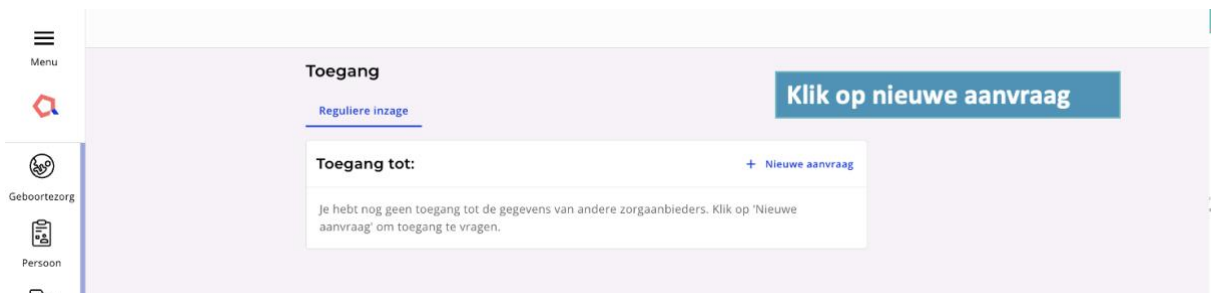 Menu
Toegang
Klik op nieuwe aanvraag
Reguliere inzage
Toegang tot:
+ Nieuwe aanvraag
Geboortezorg
Je hebt nog geen toegang tot de gegevens van andere zorgaanbieders. Klik op 'Nieuwe
aanvraag' om toegang te vragen.
Persoon